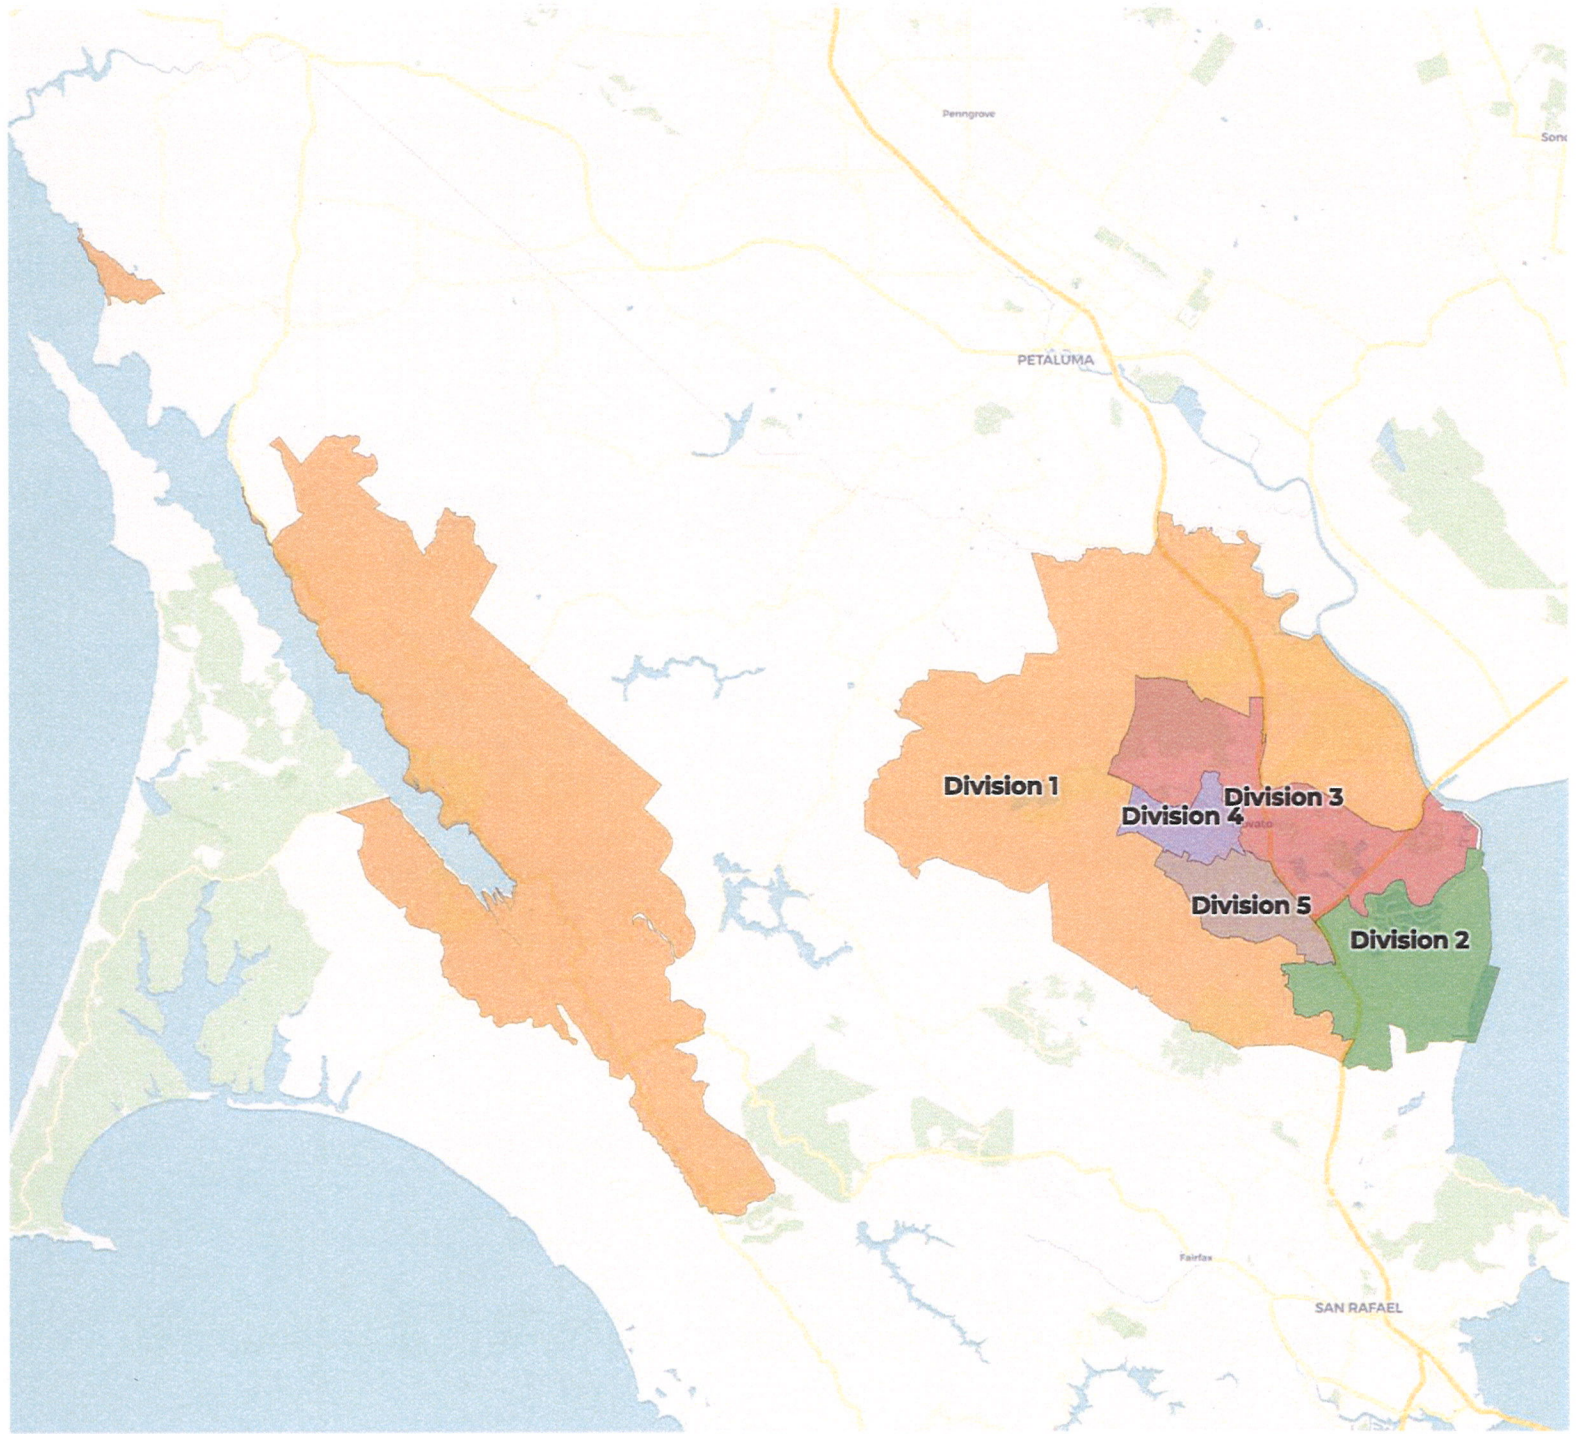 Penngrove
PETALUMA
Division 1
Division 3
Division 4
Division 5
Division 2
Fairfax
SAN RAFAEL